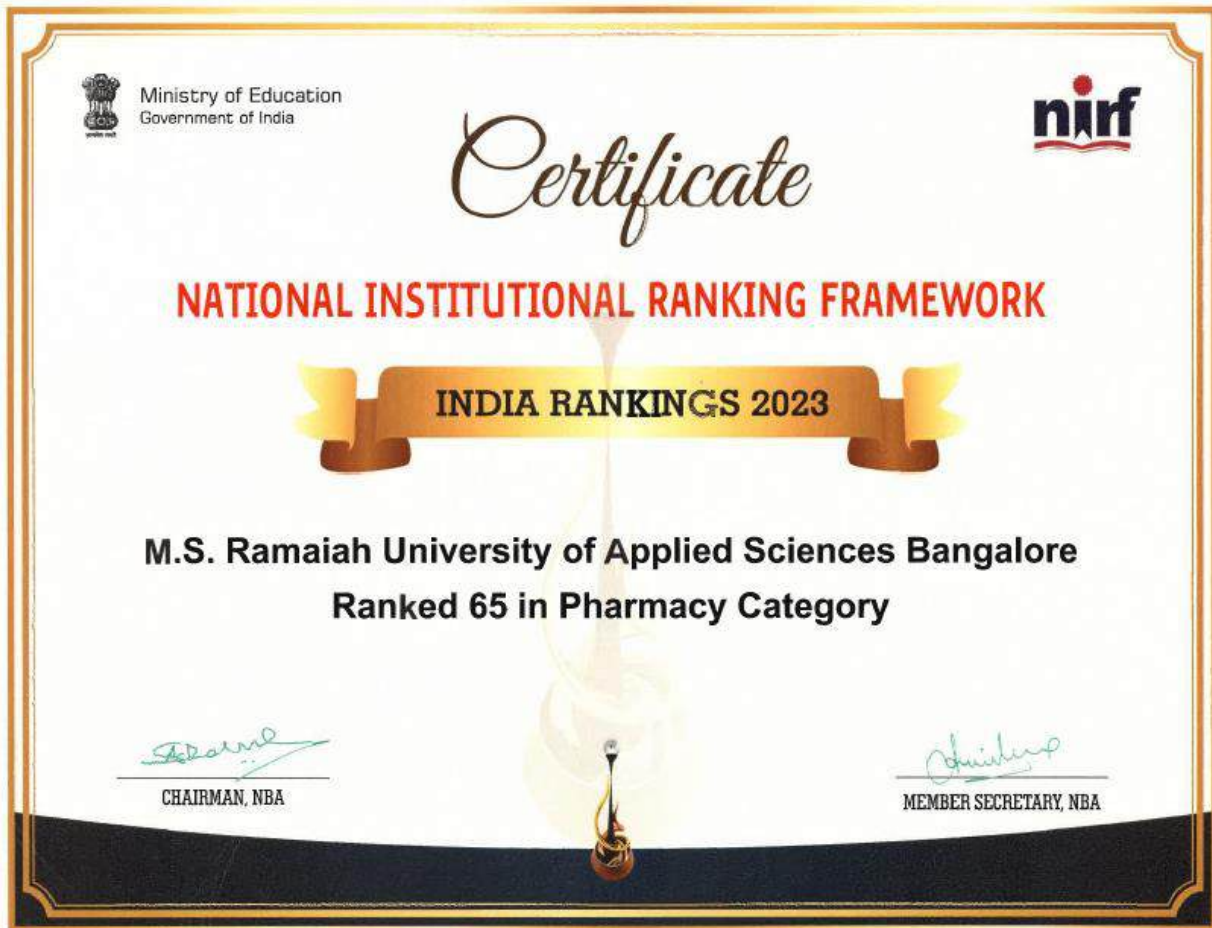 Ministry of Education
Government of India
nirf
Certificate
NATIONAL INSTITUTIONAL RANKING FRAMEWORK
INDIA RANKINGS 2023
M.S. Ramaiah University of Applied Sciences Bangalore
Ranked 65 in Pharmacy Category
CHAIRMAN, NBA
MEMBER SECRETARY, NBA